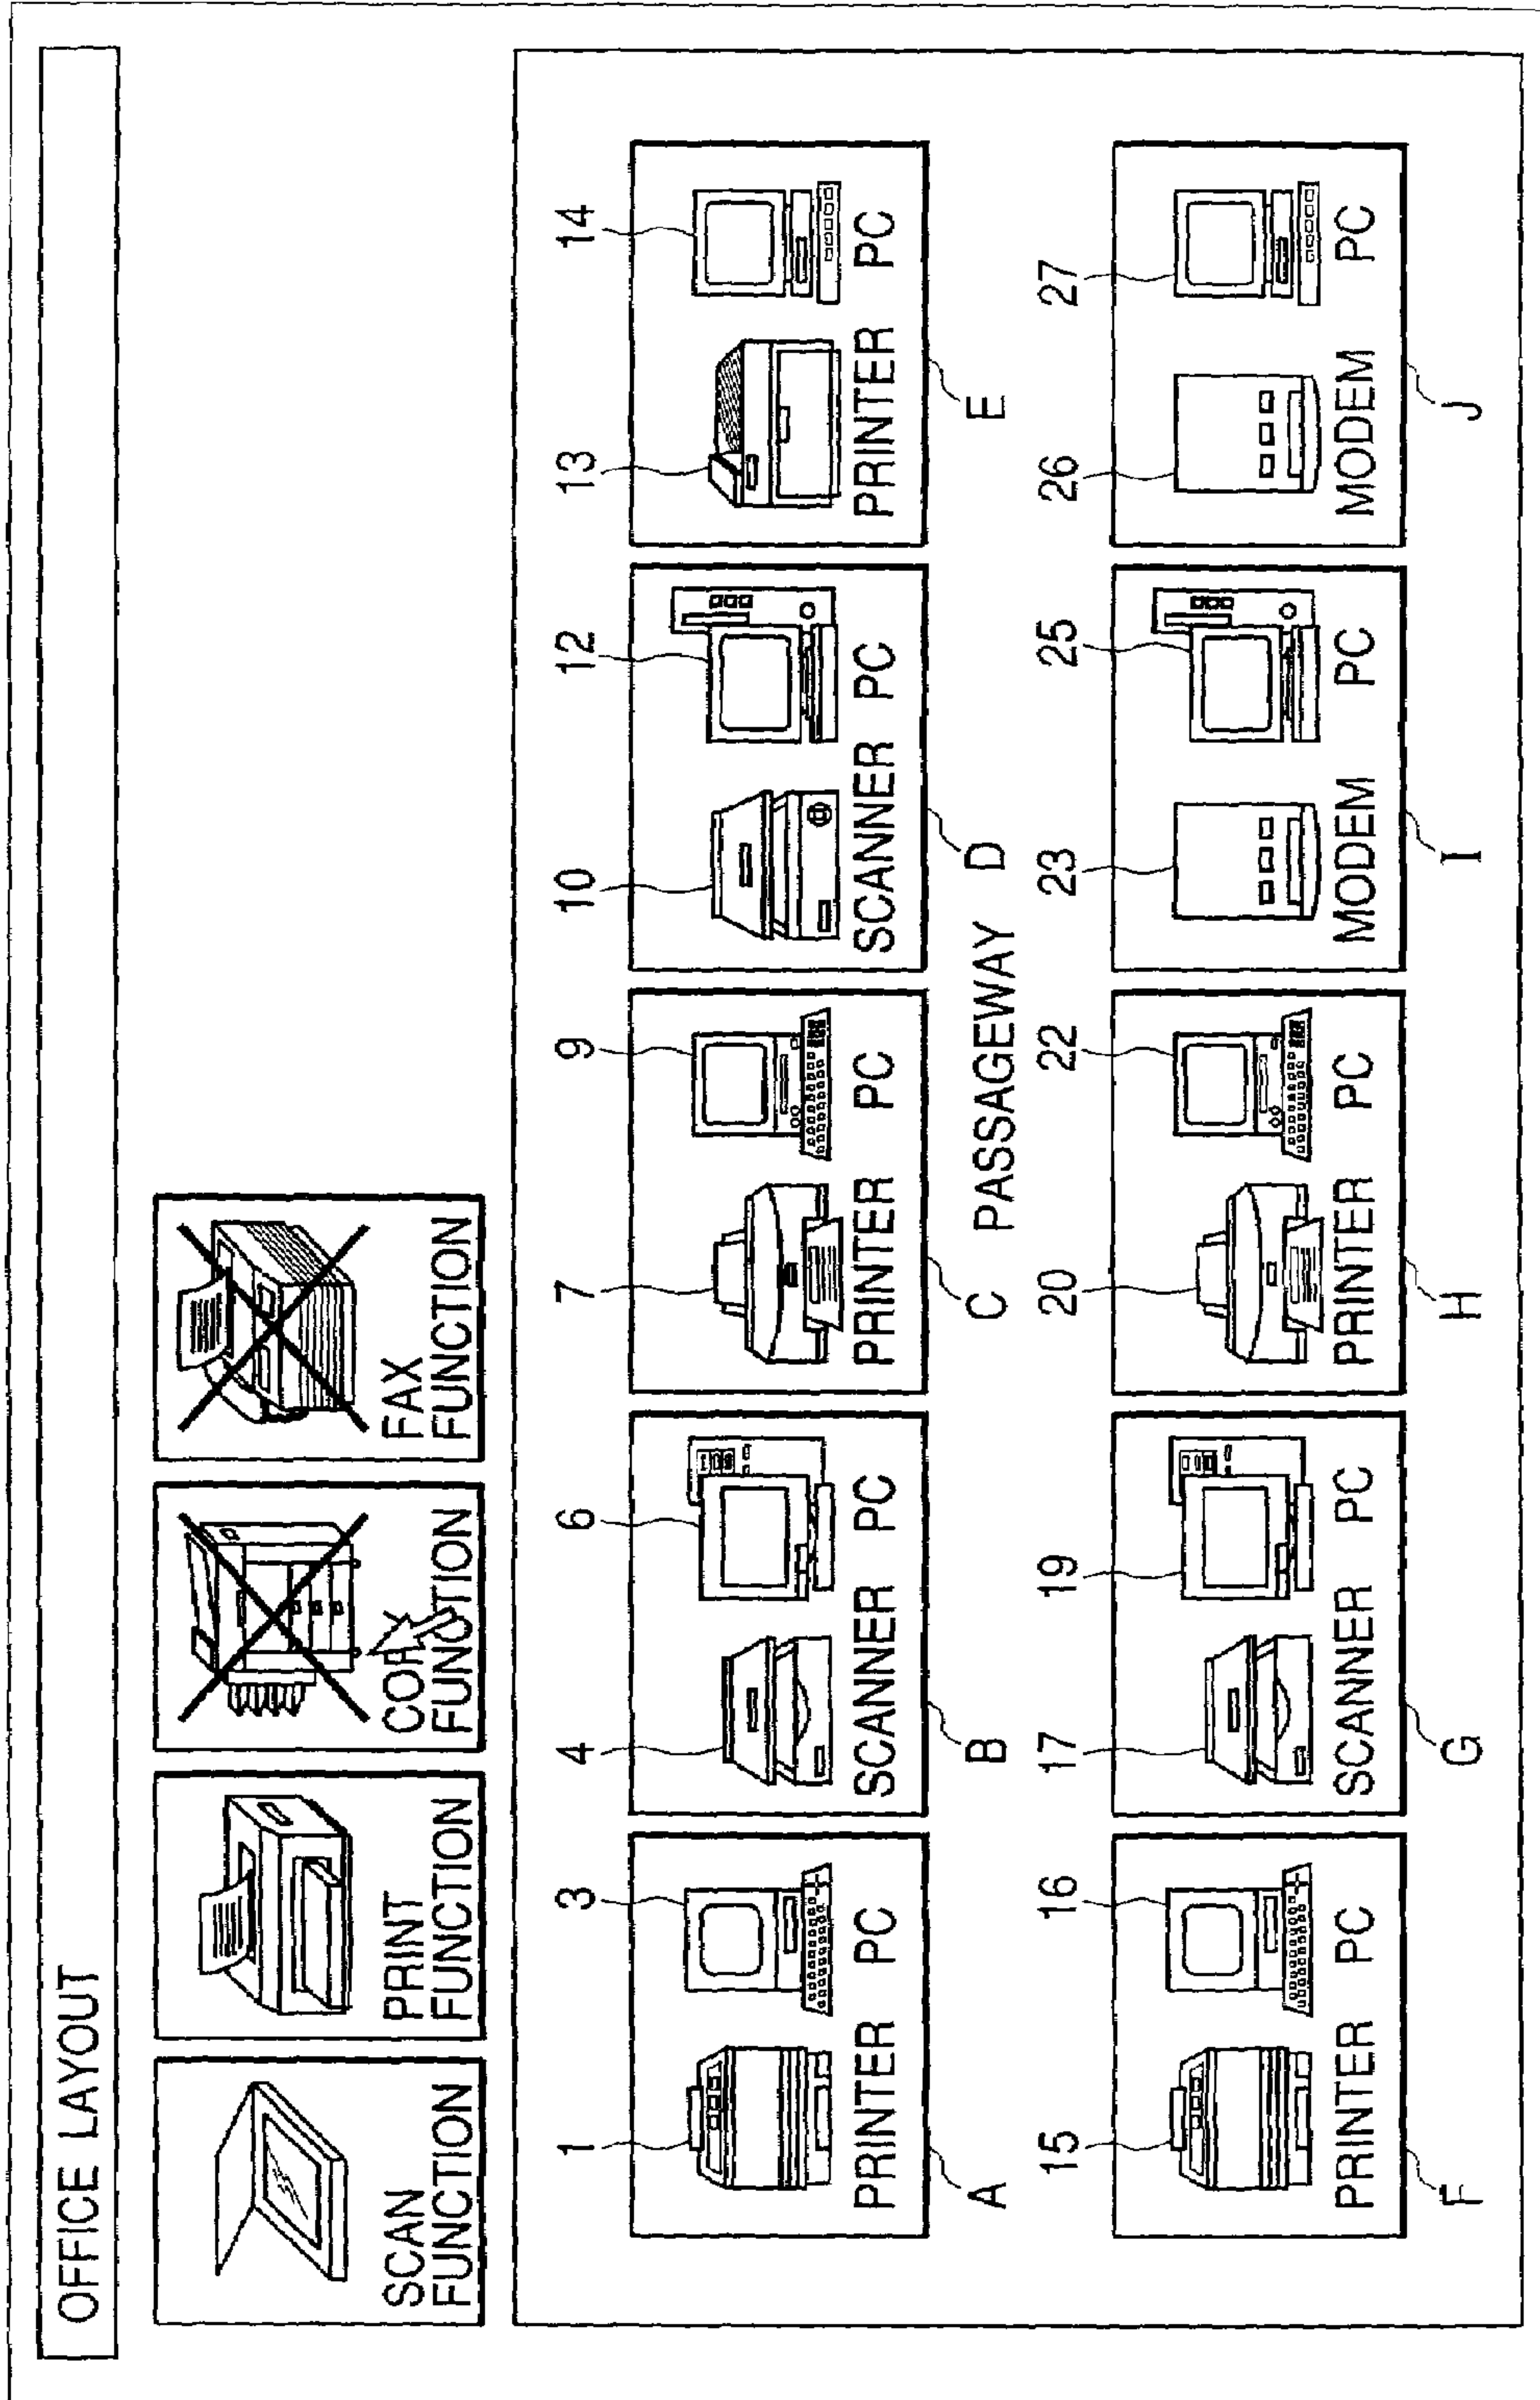 OFFICE LAYOUT
SCAN
FUNCTION
PRINT
FUNCTION
COPY
FUNCTION
FAX
FUNCTION
1
3
PRINTER
PC
A
4
6
SCANNER
PC
B
7
9
PRINTER
PC
C
10
12
SCANNER
PC
D
13
14
PRINTER
PC
E
PASSAGEWAY
15
16
PRINTER
PC
F
17
19
SCANNER
PC
G
20
22
PRINTER
PC
H
23
25
MODEM
PC
I
26
27
MODEM
PC
J